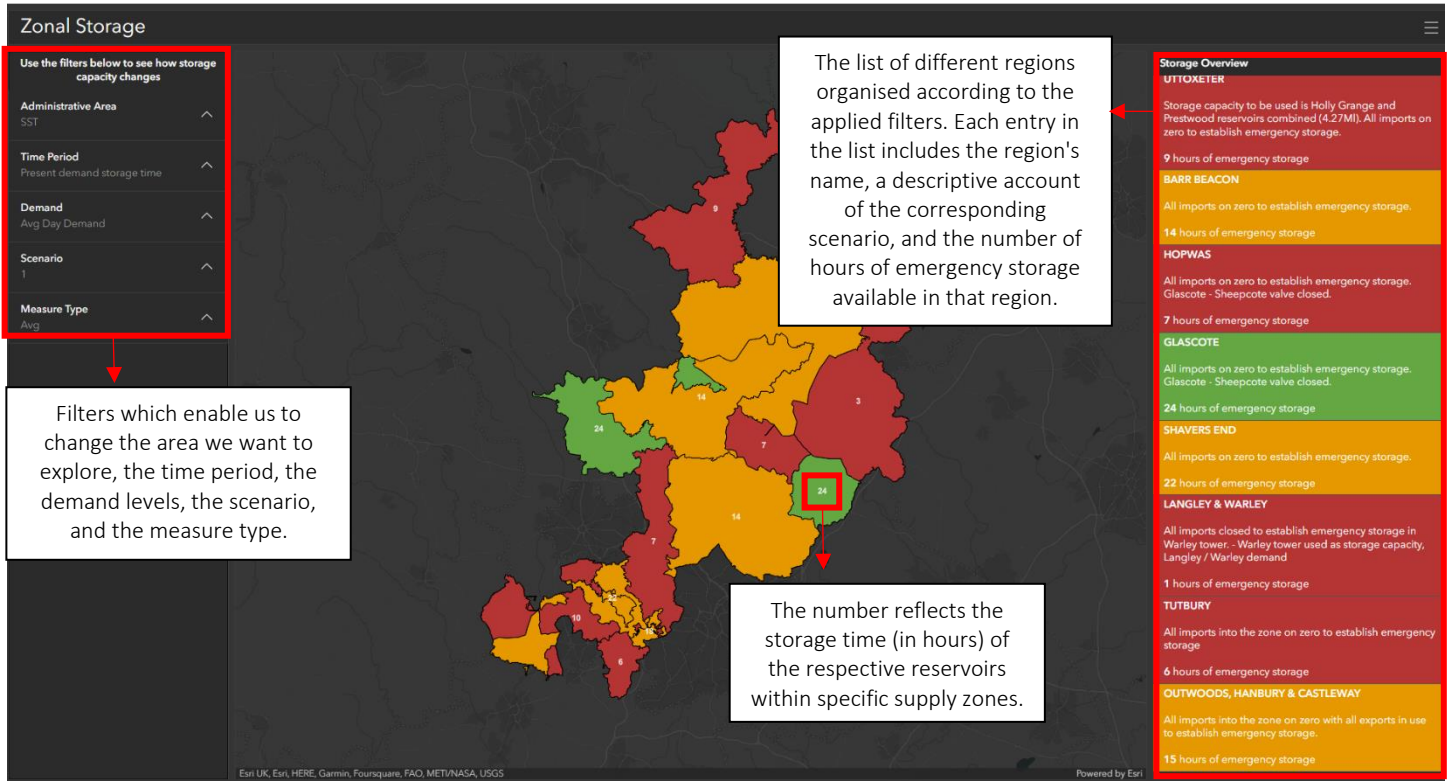 Zonal Storage
Use the filters below to see how storage
capacity changes
Administrative Area
SST
Time Period
Present demand storage time
Demand
Avg Day Demand
Scenario
1
Measure Type
Avg
Filters which enable us to
change the area we want to
explore, the time period, the
demand levels, the scenario,
and the measure type.
9
3
14
24
7
24
14
7
10
6
The list of different regions
organised according to the
applied filters. Each entry in
the list includes the region's
name, a descriptive account
of the corresponding
scenario, and the number of
hours of emergency storage
available in that region.
The number reflects the
storage time (in hours) of
the respective reservoirs
within specific supply zones.
Esri UK, Esri, HERE, Garmin, Foursquare, FAO, METI/NASA, USGS
Powered by Esri
Storage Overview
UTTOXETER
Storage capacity to be used is Holly Grange and
Prestwood reservoirs combined (4.27Ml). All imports on
zero to establish emergency storage.
9 hours of emergency storage
BARR BEACON
All imports on zero to establish emergency storage.
14 hours of emergency storage
HOPWAS
All imports on zero to establish emergency storage.
Glascote - Sheepcote valve closed.
7 hours of emergency storage
GLASCOTE
All imports on zero to establish emergency storage.
Glascote - Sheepcote valve closed.
24 hours of emergency storage
SHAVERS END
All imports on zero to establish emergency storage.
22 hours of emergency storage
LANGLEY & WARLEY
All imports closed to establish emergency storage in
Warley tower. - Warley tower used as storage capacity,
Langley / Warley demand
1 hours of emergency storage
TUTBURY
All imports into the zone on zero to establish emergency
storage
6 hours of emergency storage
OUTWOODS, HANBURY & CASTLEWAY
All imports into the zone on zero with all exports in use
to establish emergency storage.
15 hours of emergency storage